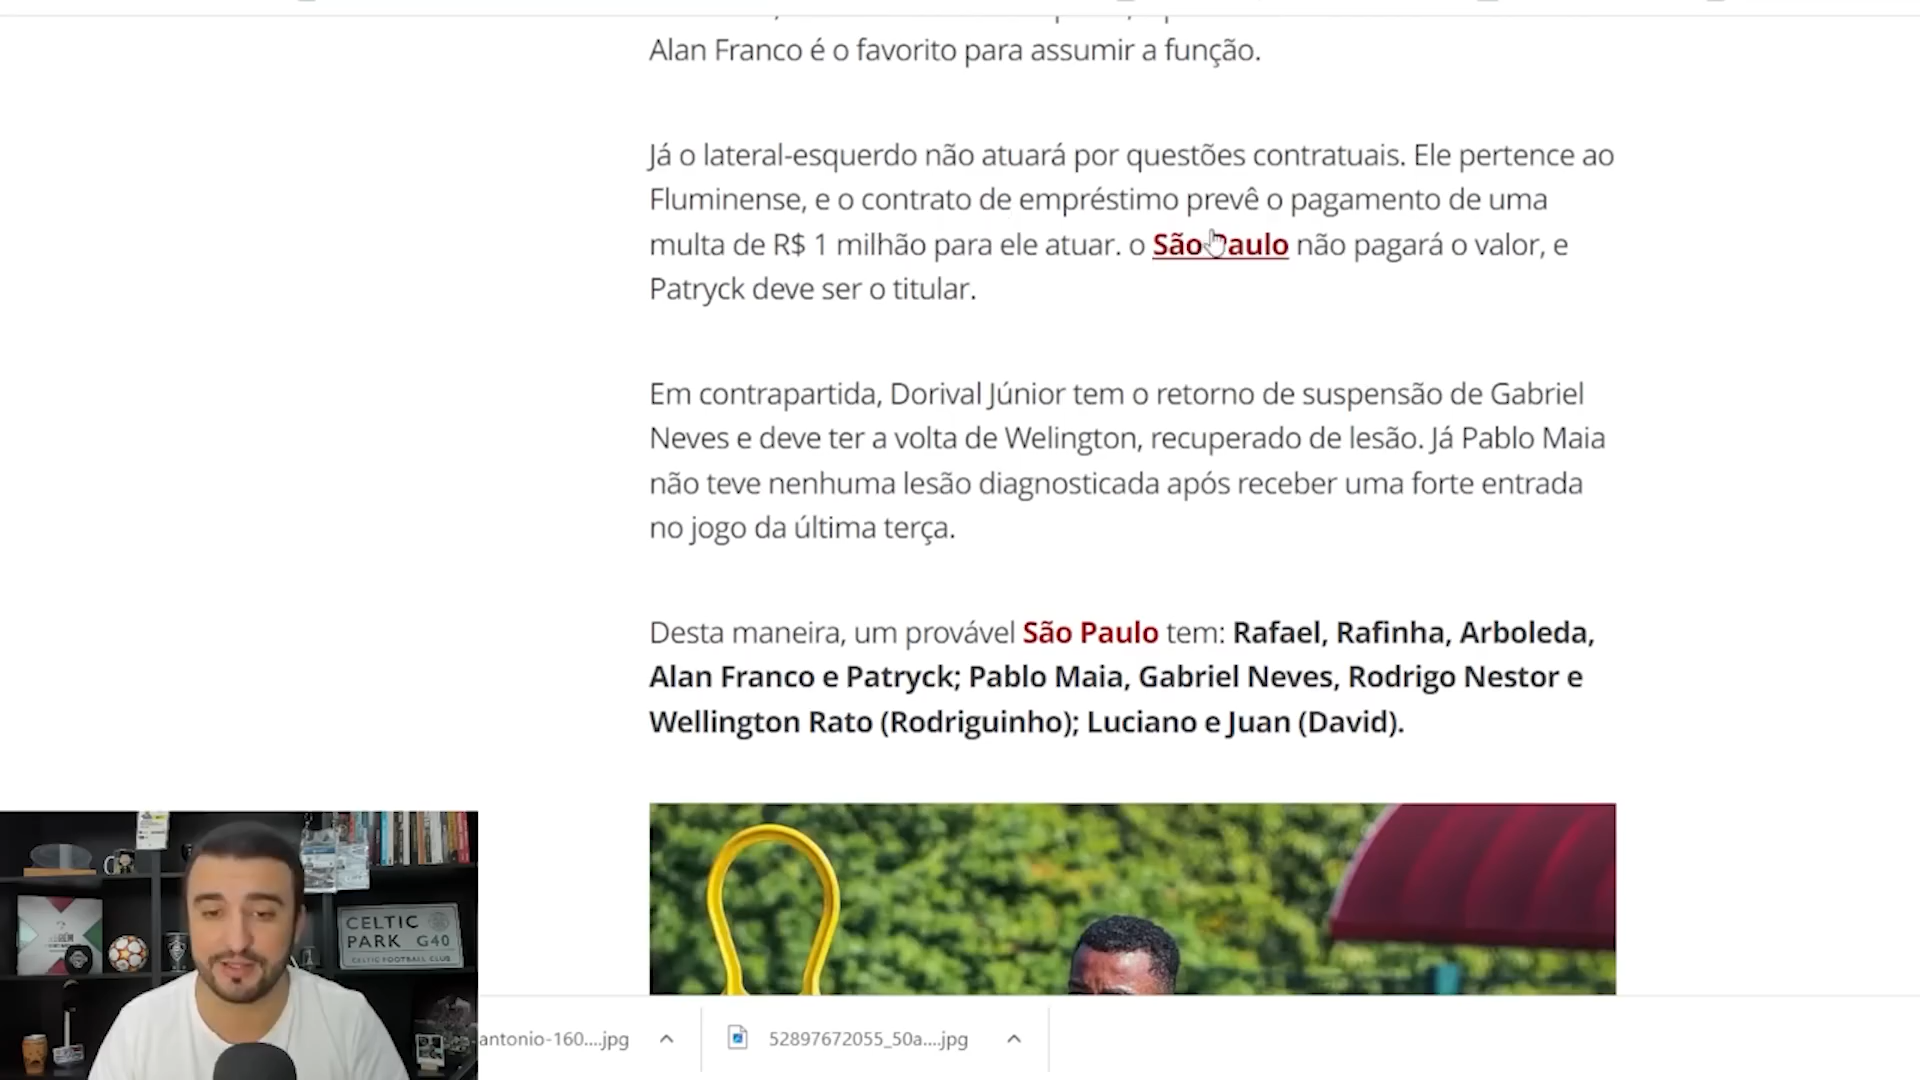 Alan Franco é o favorito para assumir a função.
Já o lateral-esquerdo não atuará por questões contratuais. Ele pertence ao
Fluminense, e o contrato de empréstimo prevê o pagamento de uma
multa de R$ 1 milhão para ele atuar. o São Paulo não pagará o valor, e
Patryck deve ser o titular.
Em contrapartida, Dorival Júnior tem o retorno de suspensão de Gabriel
Neves e deve ter a volta de Welington, recuperado de lesão. Já Pablo Maia
não teve nenhuma lesão diagnosticada após receber uma forte entrada
no jogo da última terça.
Desta maneira, um provável São Paulo tem: Rafael, Rafinha, Arboleda,
Alan Franco e Patryck; Pablo Maia, Gabriel Neves, Rodrigo Nestor e
Wellington Rato (Rodriguinho); Luciano e Juan (David).
CELTIC
PARK G40
CELTIC FOOTBALL CLUB
antonio-160....jpg
52897672055_50a....jpg